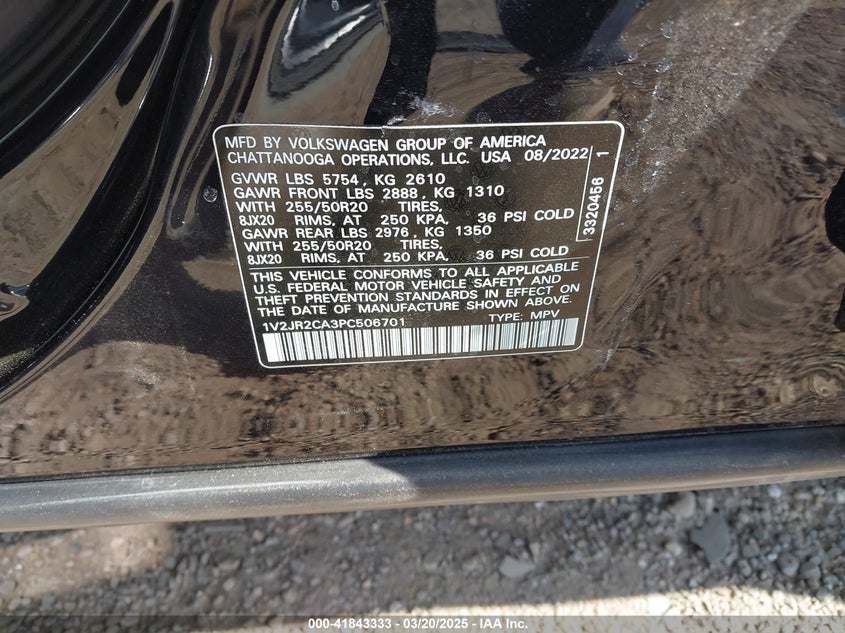 MFD BY VOLKSWAGEN GROUP OF AMERICA
CHATTANOOGA OPERATIONS, LLC. USA 08/2022
GVWR LBS 5754 , KG 2610
GAWR FRONT LBS 2888 , KG 1310
WITH 255/50R20 TIRES,
8JX20 RIMS, AT 250 KPA, 36 PSI COLD
GAWR REAR LBS 2976 , KG 1350
WITH 255/50R20 TIRES,
8JX20 RIMS, AT 250 KPA, 36 PSI COLD
THIS VEHICLE CONFORMS TO ALL APPLICABLE
U.S. FEDERAL MOTOR VEHICLE SAFETY AND
THEFT PREVENTION STANDARDS IN EFFECT ON
THE DATE OF MANUFACTURE SHOWN ABOVE.
1V2JR2CA3PC506701 TYPE: MPV
3320456 1
000-41843333 — 03/20/2025 — IAA Inc.